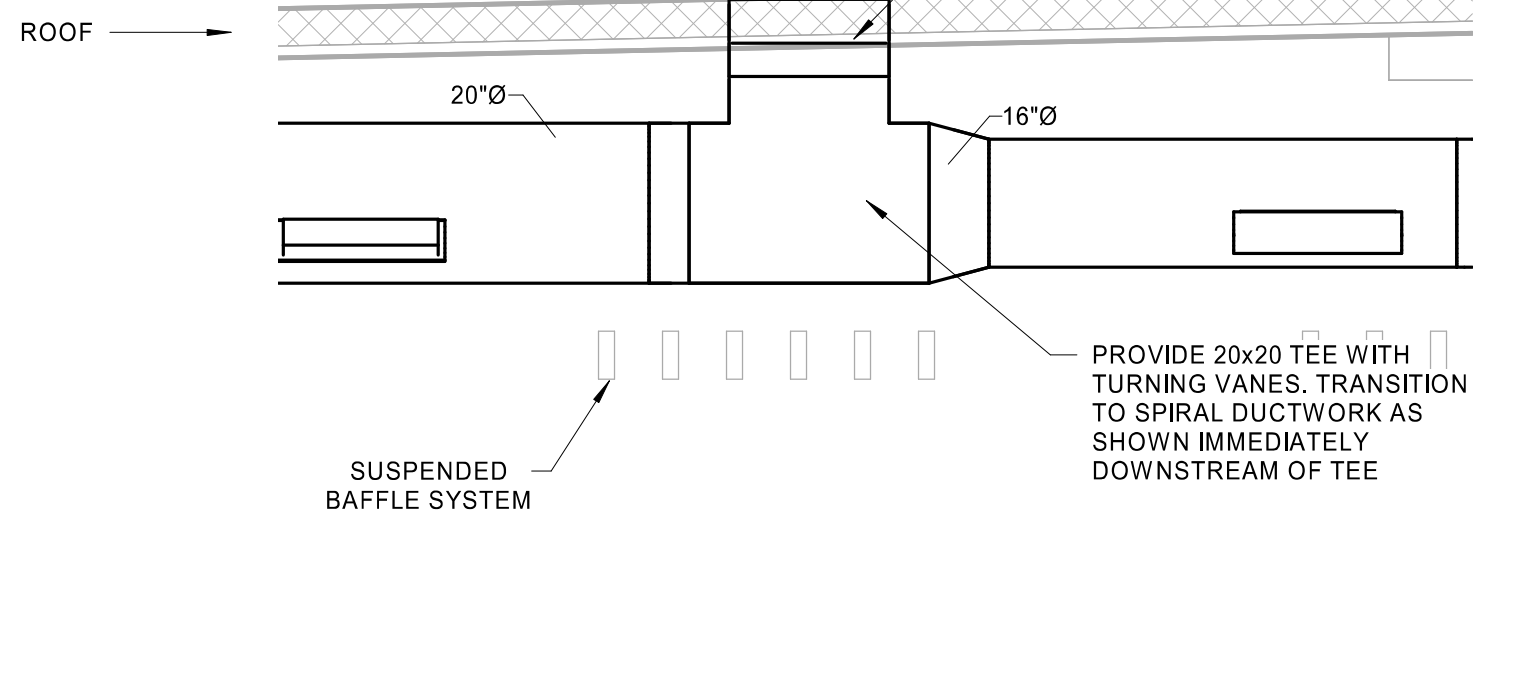 ROOF
20"Ø
16"Ø
PROVIDE 20x20 TEE WITH
TURNING VANES. TRANSITION
TO SPIRAL DUCTWORK AS
SHOWN IMMEDIATELY
DOWNSTREAM OF TEE
SUSPENDED
BAFFLE SYSTEM